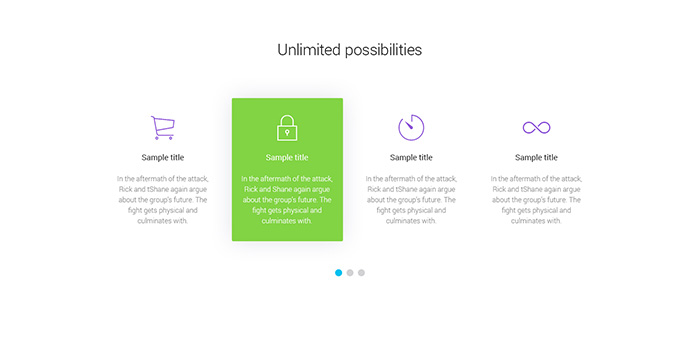 Unlimited possibilities
Sample title
In the aftermath of the attack,
Rick and tShane again argue
about the group's future. The
fight gets physical and
culminates with.
Sample title
In the aftermath of the attack,
Rick and Shane again argue
about the group's future. The
fight gets physical and
culminates with.
Sample title
In the aftermath of the attack,
Rick and tShane again argue
about the group's future. The
fight gets physical and
culminates with.
Sample title
In the aftermath of the attack,
Rick and tShane again argue
about the group's future. The
fight gets physical and
culminates with.